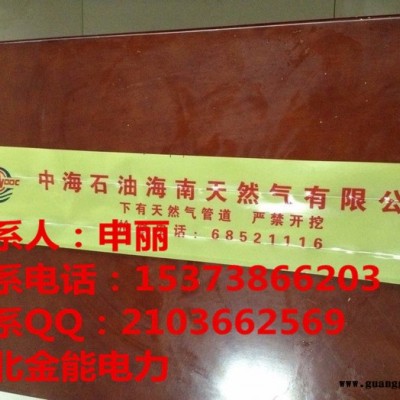 中海石油海南天然气有限公
下有天然气管道 严禁开挖
话:68521116
系人:申丽
系电话:15373866203
系QQ:2103662569
北金能电力
www.guang